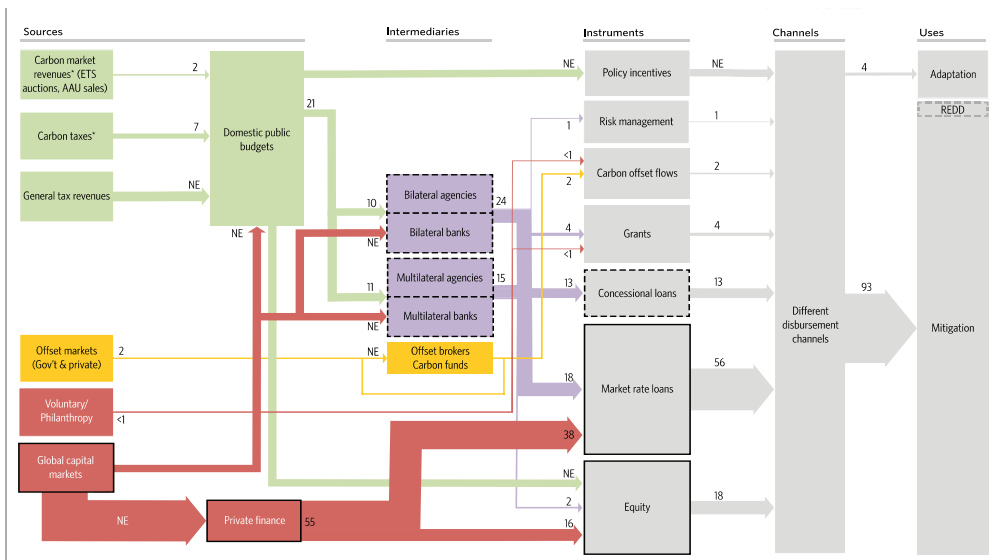 Sources
Intermediaries
Instruments
Channels
Uses
Carbon market
revenues* (ETS
auctions, AAU sales)
2
Carbon taxes*
7
General tax revenues
NE
Domestic public
budgets
21
NE
NE
Policy incentives
NE
4
Adaptation
REDD
1
Risk management
1
<1
2
Carbon offset flows
2
10
Bilateral agencies
24
NE
Bilateral banks
4
<1
Grants
4
11
Multilateral agencies
15
NE
Multilateral banks
13
Concessional loans
13
Different
disbursement
channels
93
Mitigation
Offset markets
(Gov't & private)
2
NE
Offset brokers
Carbon funds
Voluntary/
Philanthropy
<1
18
38
Market rate loans
56
Global capital
markets
NE
Private finance
55
NE
2
16
Equity
18